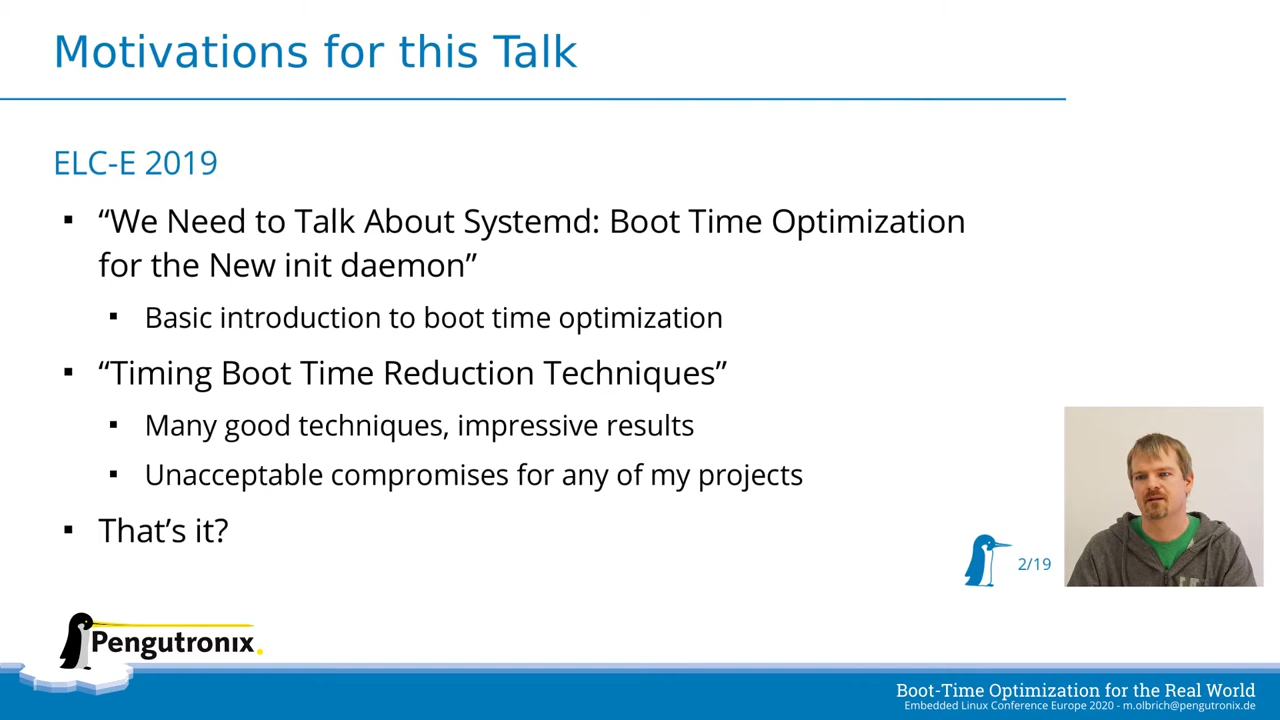 Motivations for this Talk
ELC-E 2019
▪ “We Need to Talk About Systemd: Boot Time Optimization
for the New init daemon”
▪ Basic introduction to boot time optimization
▪ “Timing Boot Time Reduction Techniques”
▪ Many good techniques, impressive results
▪ Unacceptable compromises for any of my projects
▪ That’s it?
2/19
Pengutronix.
Boot-Time Optimization for the Real World
Embedded Linux Conference Europe 2020 - m.olbrich@pengutronix.de